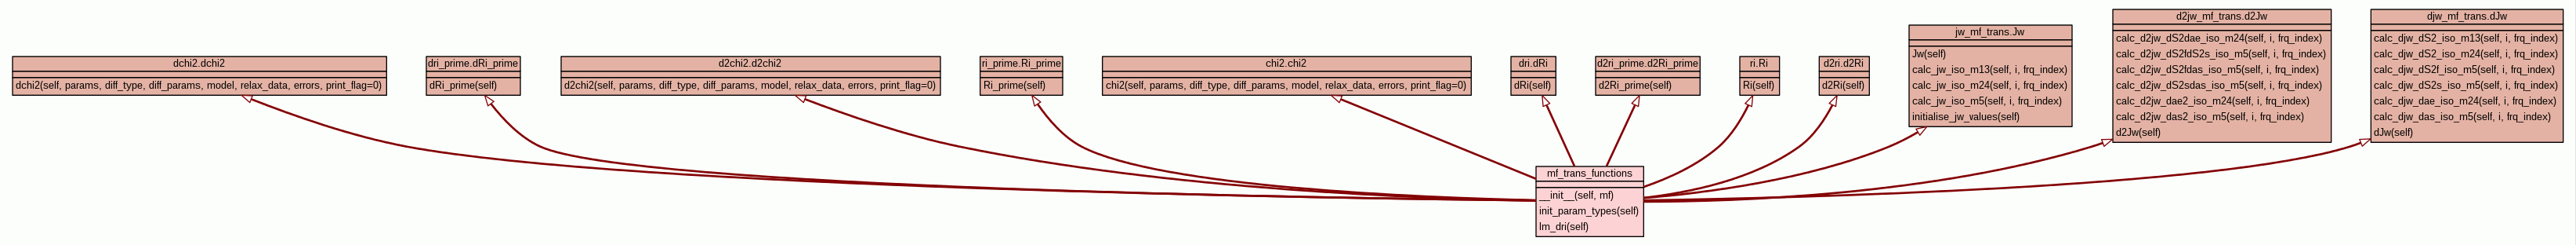 dchi2.dchi2
dchi2(self, params, diff_type, diff_params, model, relax_data, errors, print_flag=0)
dri_prime.dRi_prime
dRi_prime(self)
d2chi2.d2chi2
d2chi2(self, params, diff_type, diff_params, model, relax_data, errors, print_flag=0)
ri_prime.Ri_prime
Ri_prime(self)
chi2.chi2
chi2(self, params, diff_type, diff_params, model, relax_data, errors, print_flag=0)
dri.dRi
dRi(self)
d2ri_prime.d2Ri_prime
d2Ri_prime(self)
ri.Ri
Ri(self)
d2ri.d2Ri
d2Ri(self)
jw_mf_trans.Jw
Jw(self)
calc_jw_iso_m13(self, i, frq_index)
calc_jw_iso_m24(self, i, frq_index)
calc_jw_iso_m5(self, i, frq_index)
initialise_jw_values(self)
d2jw_mf_trans.d2Jw
calc_d2jw_dS2dae_iso_m24(self, i, frq_index)
calc_d2jw_dS2fdS2s_iso_m5(self, i, frq_index)
calc_d2jw_dS2fdas_iso_m5(self, i, frq_index)
calc_d2jw_dS2sdas_iso_m5(self, i, frq_index)
calc_d2jw_dae2_iso_m24(self, i, frq_index)
calc_d2jw_das2_iso_m5(self, i, frq_index)
d2Jw(self)
djw_mf_trans.dJw
calc_djw_dS2_iso_m13(self, i, frq_index)
calc_djw_dS2_iso_m24(self, i, frq_index)
calc_djw_dS2f_iso_m5(self, i, frq_index)
calc_djw_dS2s_iso_m5(self, i, frq_index)
calc_djw_dae_iso_m24(self, i, frq_index)
calc_djw_das_iso_m5(self, i, frq_index)
dJw(self)
mf_trans_functions
__init__(self, mf)
init_param_types(self)
lm_dri(self)